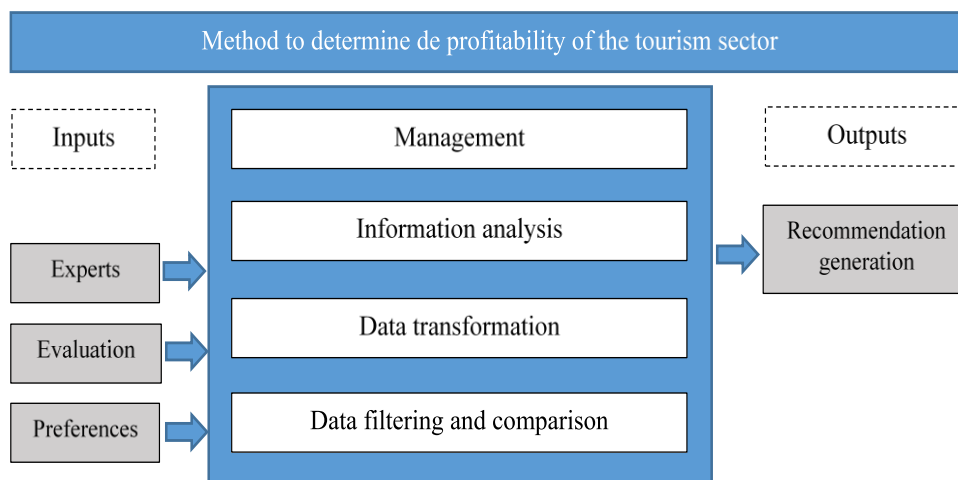 Method to determine de profitability of the tourism sector
Inputs
Management
Outputs
Information analysis
Recommendation
generation
Experts
Data transformation
Evaluation
Data filtering and comparison
Preferences